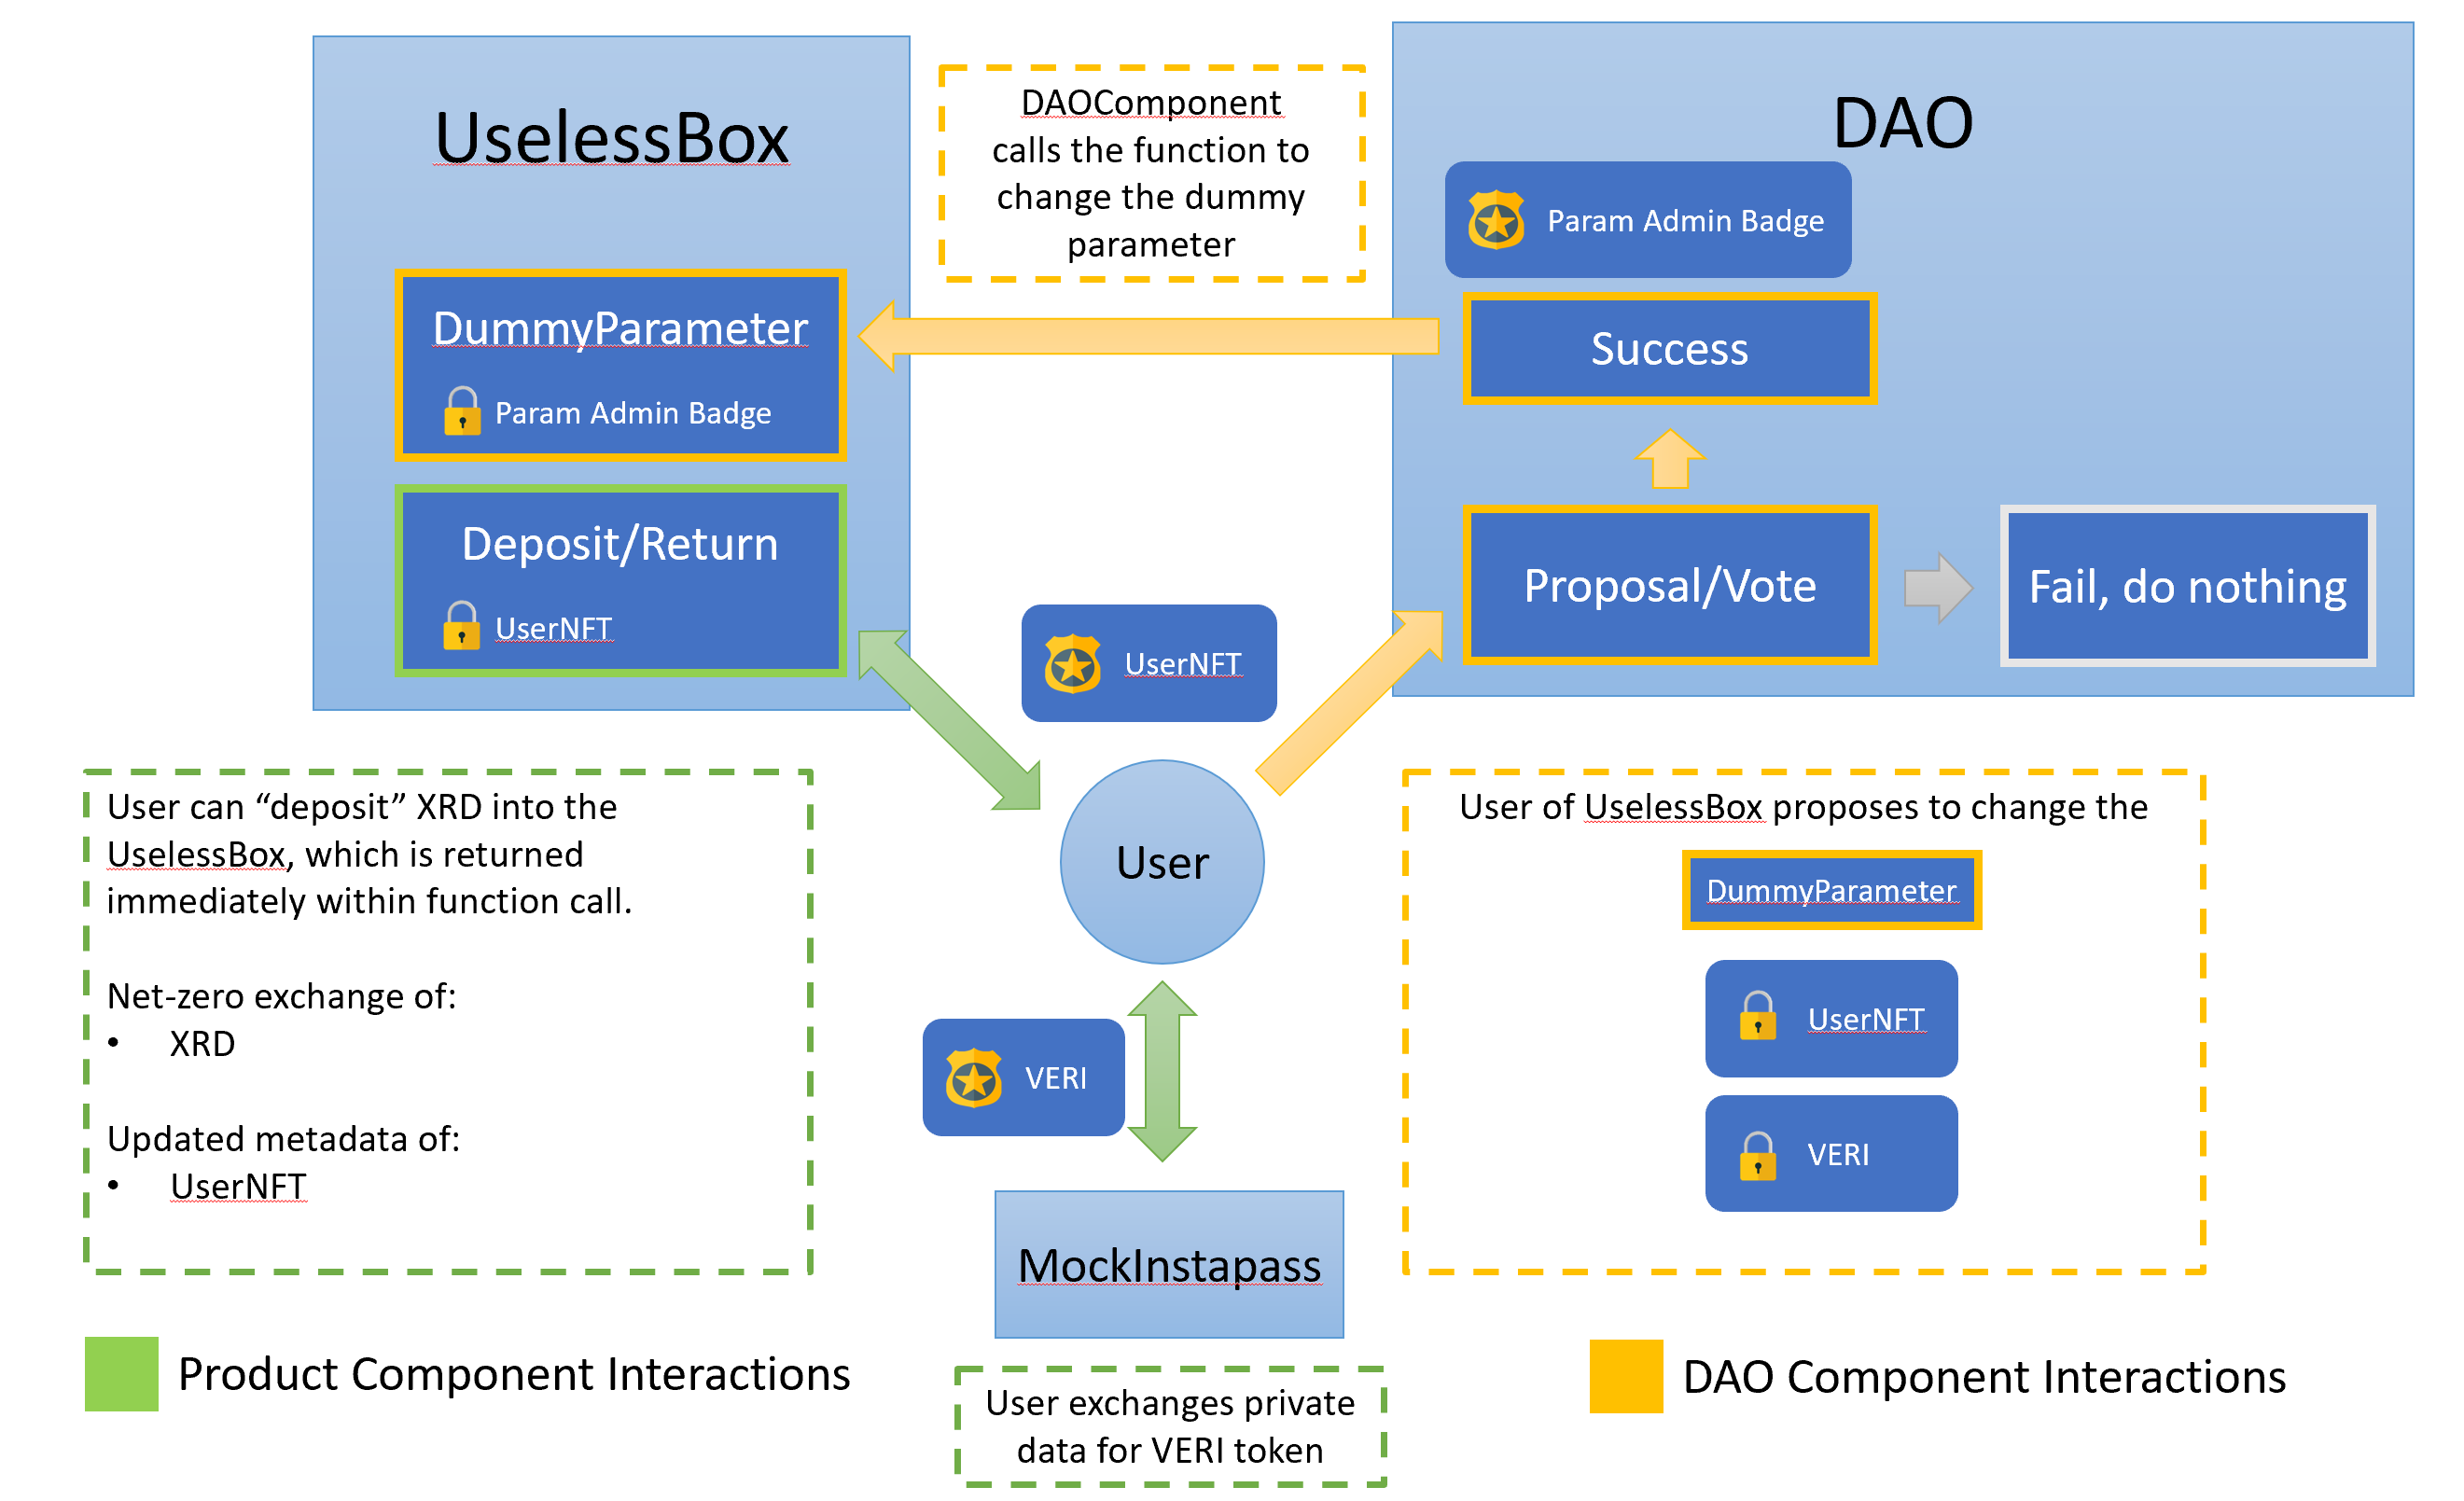 UselessBox
DummyParameter
Param Admin Badge
Deposit/Return
UserNFT
DAOComponent
calls the function to
change the dummy
parameter
DAO
Param Admin Badge
Success
Proposal/Vote
Fail, do nothing
UserNFT
User
VERI
MockInstapass
User exchanges private
data for VERI token
User can “deposit” XRD into the
UselessBox, which is returned
immediately within function call.
Net-zero exchange of:
• XRD
Updated metadata of:
• UserNFT
User of UselessBox proposes to change the
DummyParameter
UserNFT
VERI
Product Component Interactions
DAO Component Interactions